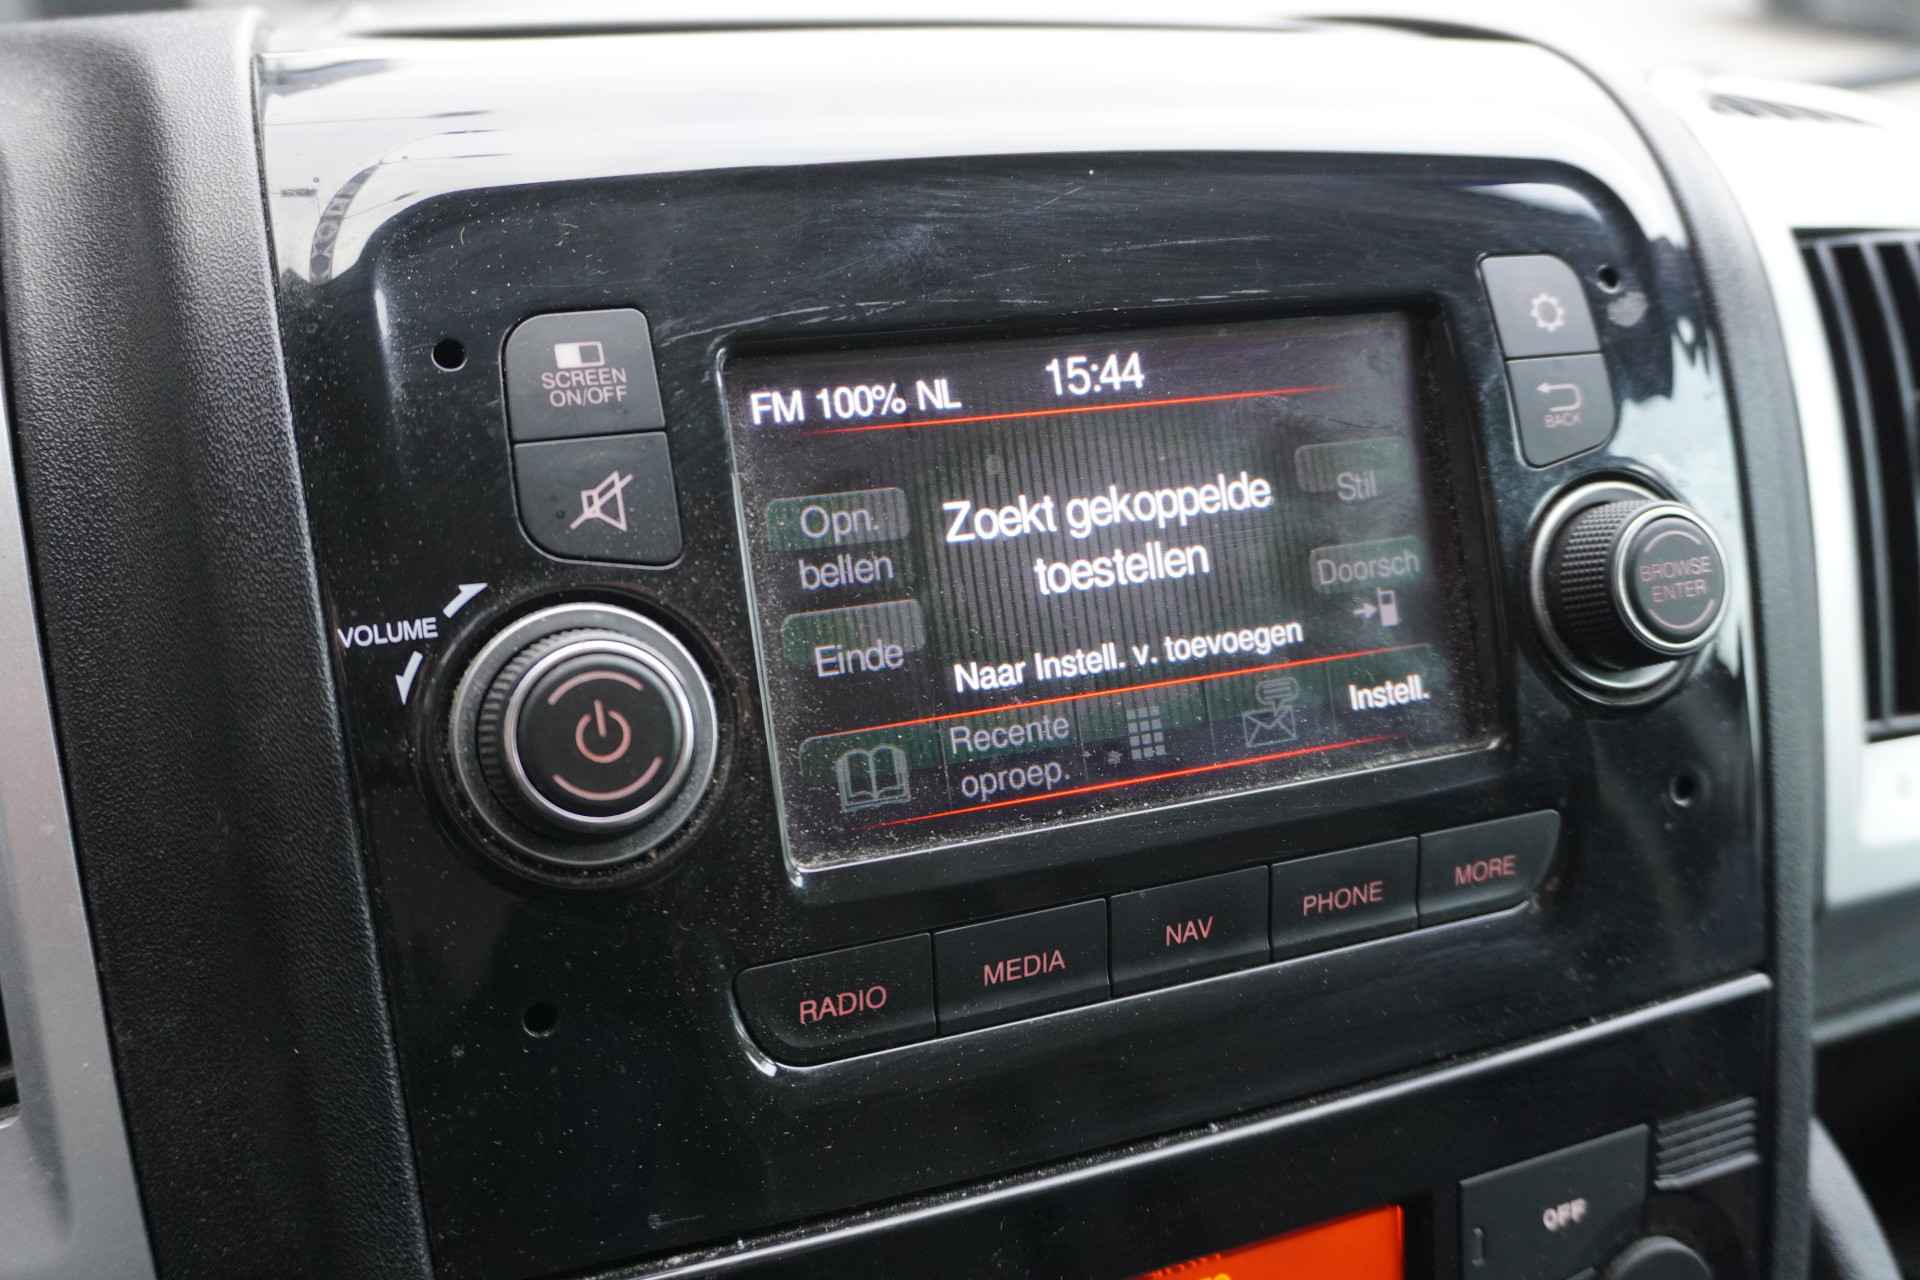 SCREEN
ON/OFF
VOLUME
FM 100% NL 15:44
Opn.
bellen
Zoekt gekoppelde
toestellen
Stil
Doorsch
Einde
Naar Instell. v. toevoegen
Recente
oproep.
Instell.
BACK
BROWSE
ENTER
RADIO
MEDIA
NAV
PHONE
MORE
OFF